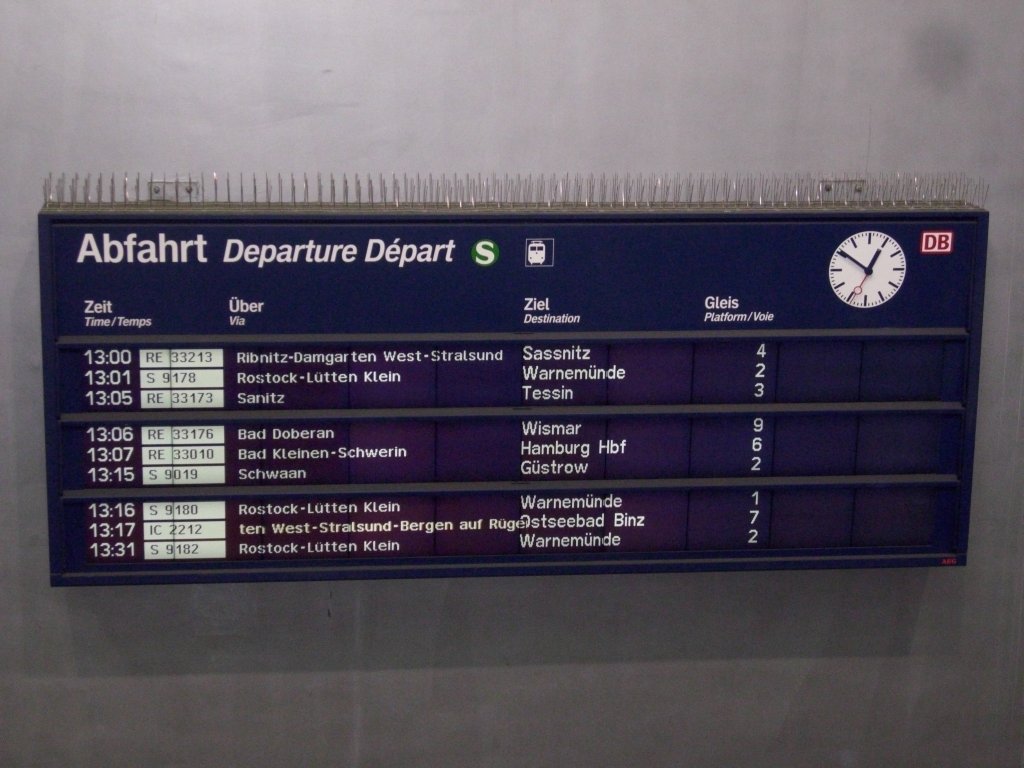 Abfahrt Departure Départ S DB
Zeit Über Ziel Gleis
Time/Temps Via Destination Platform/Voie
13:00 RE 33213 Ribnitz-Damgarten West-Stralsund Sassnitz 4
13:01 S 9178 Rostock-Lütten Klein Warnemünde 2
13:05 RE 33173 Sanitz Tessin 3
13:06 RE 33176 Bad Doberan Wismar 9
13:07 RE 33010 Bad Kleinen-Schwerin Hamburg Hbf 6
13:15 S 9019 Schwaan Güstrow 2
13:16 S 9180 Rostock-Lütten Klein Warnemünde 1
13:17 IC 2212 ten West-Stralsund-Bergen auf Rügen Ostseebad Binz 7
13:31 S 9182 Rostock-Lütten Klein Warnemünde 2
AEG